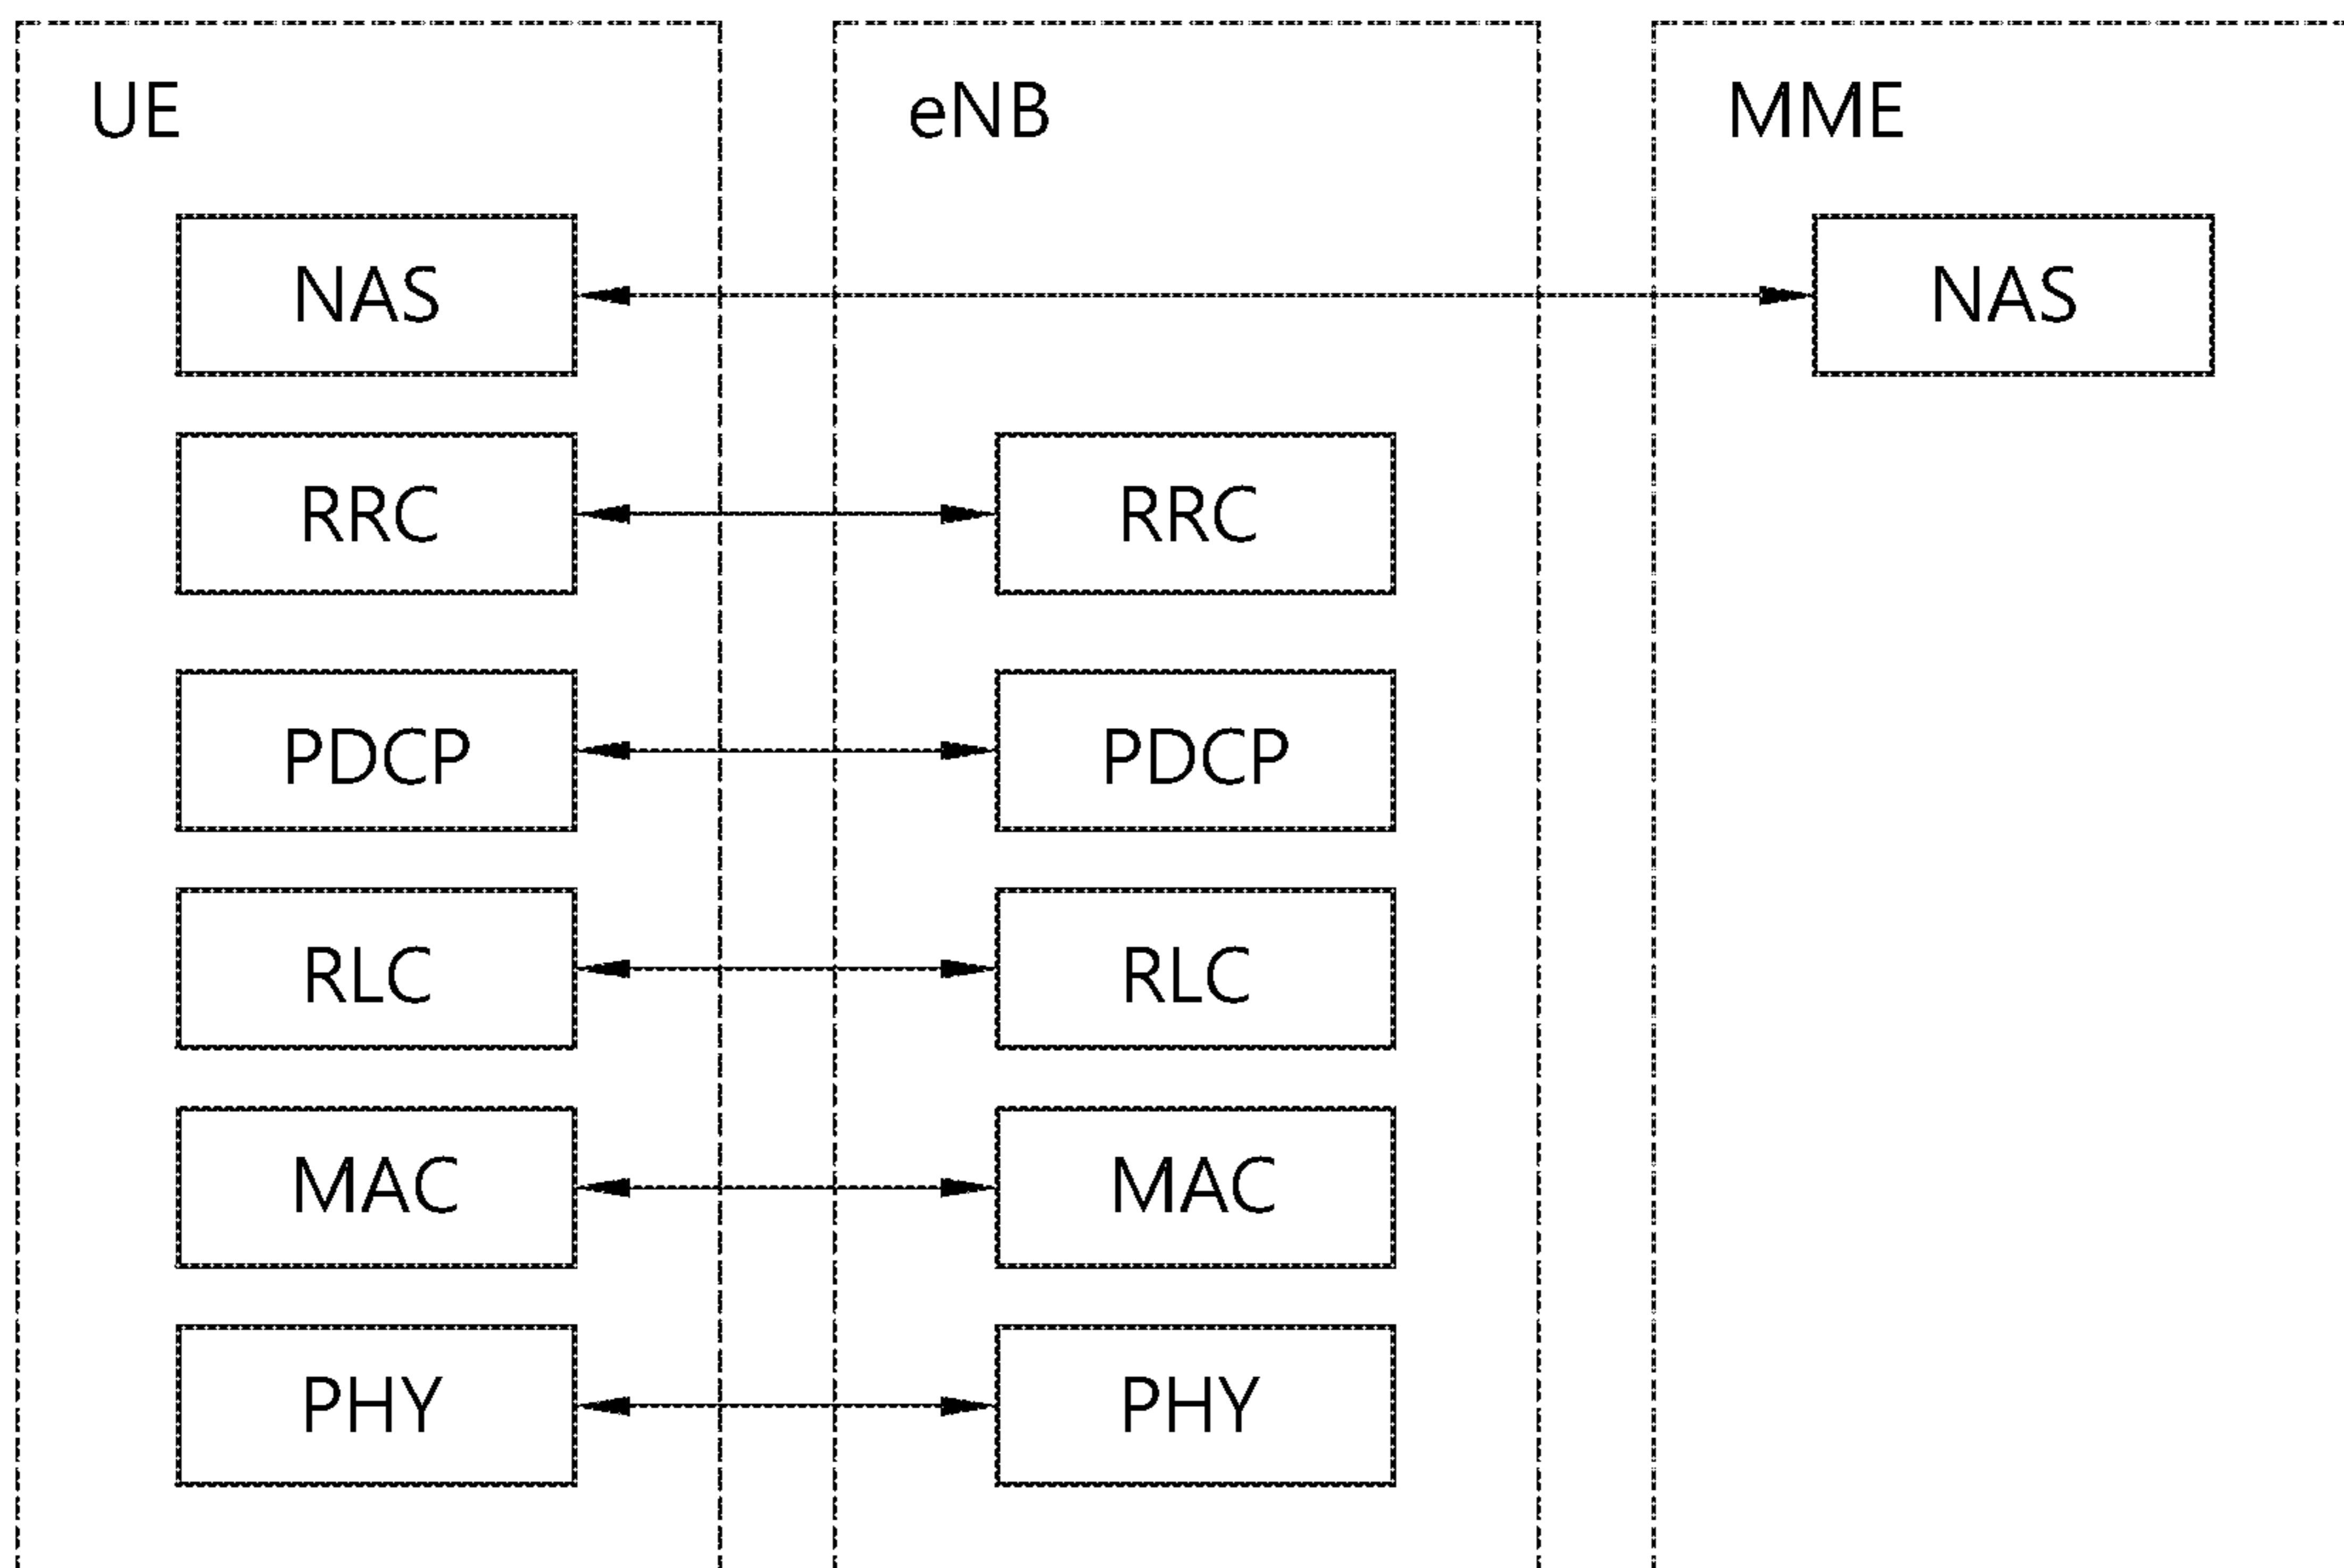 UE eNB MME
NAS NAS
RRC RRC
PDCP PDCP
RLC RLC
MAC MAC
PHY PHY